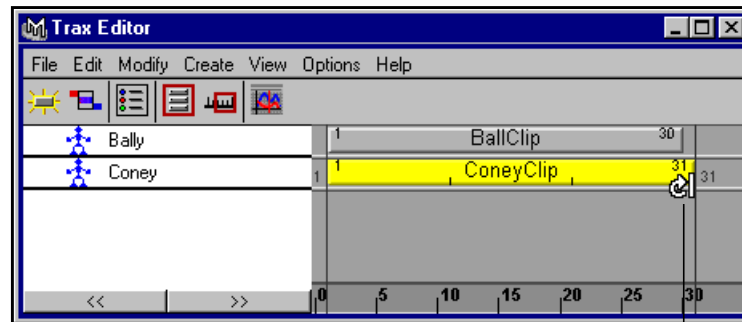 Trax Editor
File Edit Modify Create View Options Help
Bally 1 BallClip 30
Coney 1 1 ConeyClip 31 31
<< >> 0 5 10 15 20 25 30